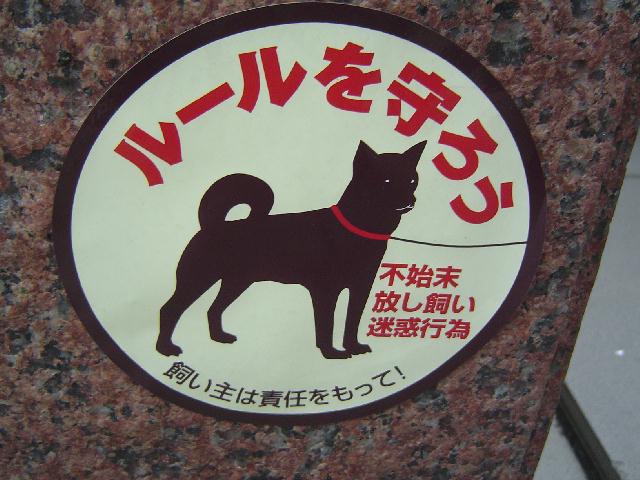 ルールを守ろう
不始末
放し飼い
迷惑行為
飼い主は責任をもって!